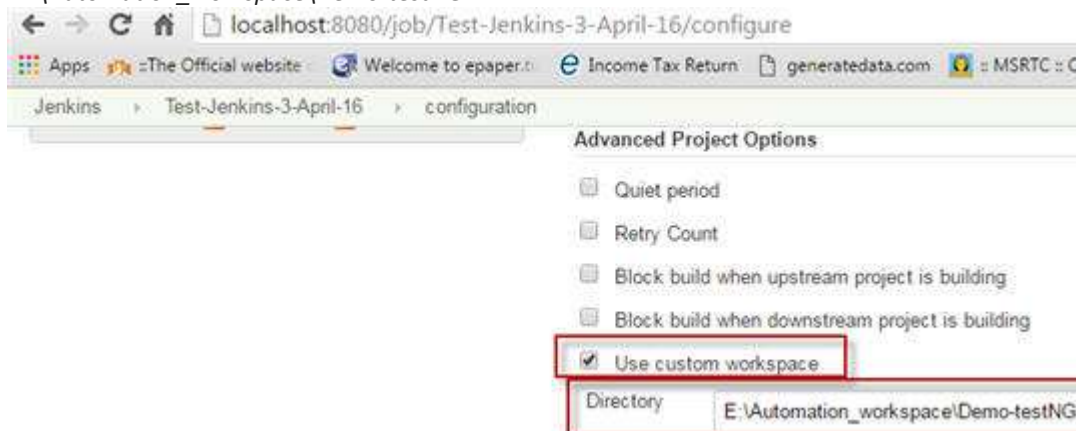 localhost:8080/job/Test-Jenkins-3-April-16/configure
Apps ::The Official website Welcome to epaper.t Income Tax Return generatedata.com :: MSRTC ::
Jenkins Test-Jenkins-3-April-16 configuration
Advanced Project Options
Quiet period
Retry Count
Block build when upstream project is building
Block build when downstream project is building
Use custom workspace
Directory E:\Automation_workspace\Demo-testNG